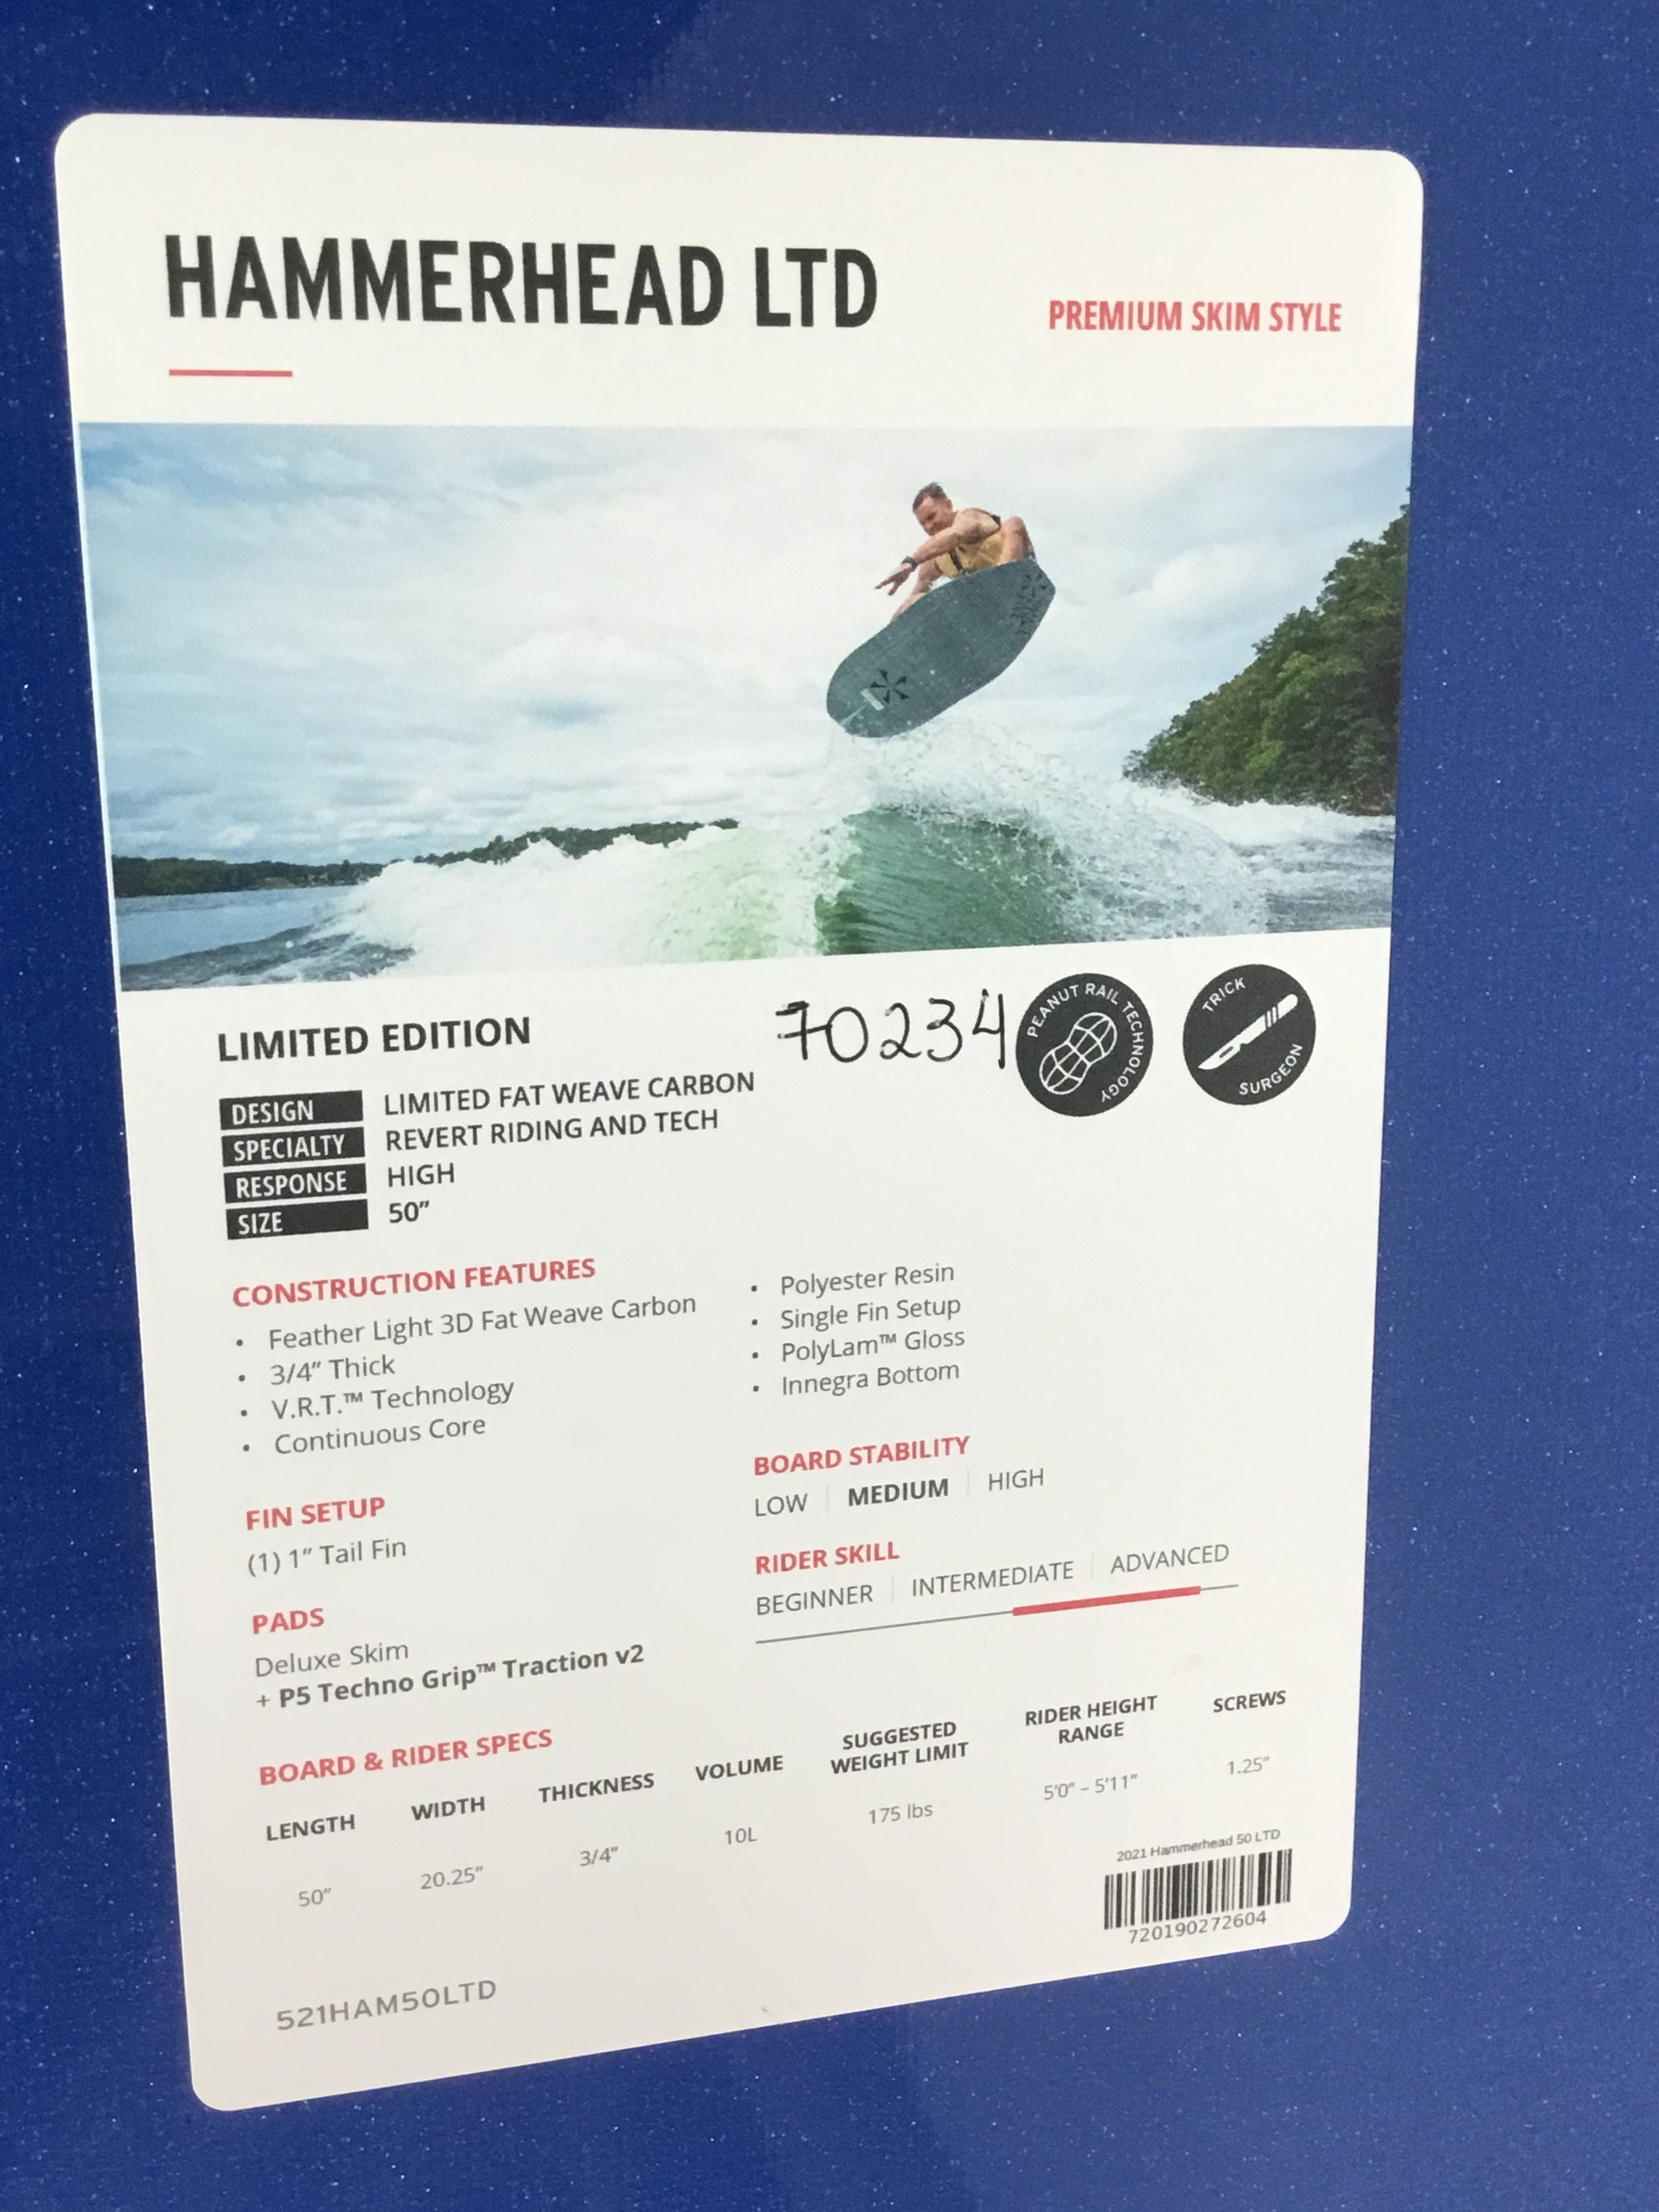 HAMMERHEAD LTD
PREMIUM SKIM STYLE
LIMITED EDITION
70234
PEANUT RAIL TECHNOLOGY
TRICK SURGEON
DESIGN LIMITED FAT WEAVE CARBON
SPECIALTY REVERT RIDING AND TECH
RESPONSE HIGH
SIZE 50″
CONSTRUCTION FEATURES
• Feather Light 3D Fat Weave Carbon
• 3/4″ Thick
• V.R.T.™ Technology
• Continuous Core
• Polyester Resin
• Single Fin Setup
• PolyLam™ Gloss
• Innegra Bottom
FIN SETUP
(1) 1″ Tail Fin
PADS
Deluxe Skim
+ P5 Techno Grip™ Traction v2
BOARD STABILITY
LOW | MEDIUM | HIGH
RIDER SKILL
BEGINNER | INTERMEDIATE | ADVANCED
BOARD & RIDER SPECS
LENGTH WIDTH THICKNESS VOLUME SUGGESTED WEIGHT LIMIT RIDER HEIGHT RANGE SCREWS
50″ 20.25″ 3/4″ 10L 175 lbs 5'0″ – 5'11″ 1.25″
2021 Hammerhead 50 LTD
720190272604
521HAM50LTD